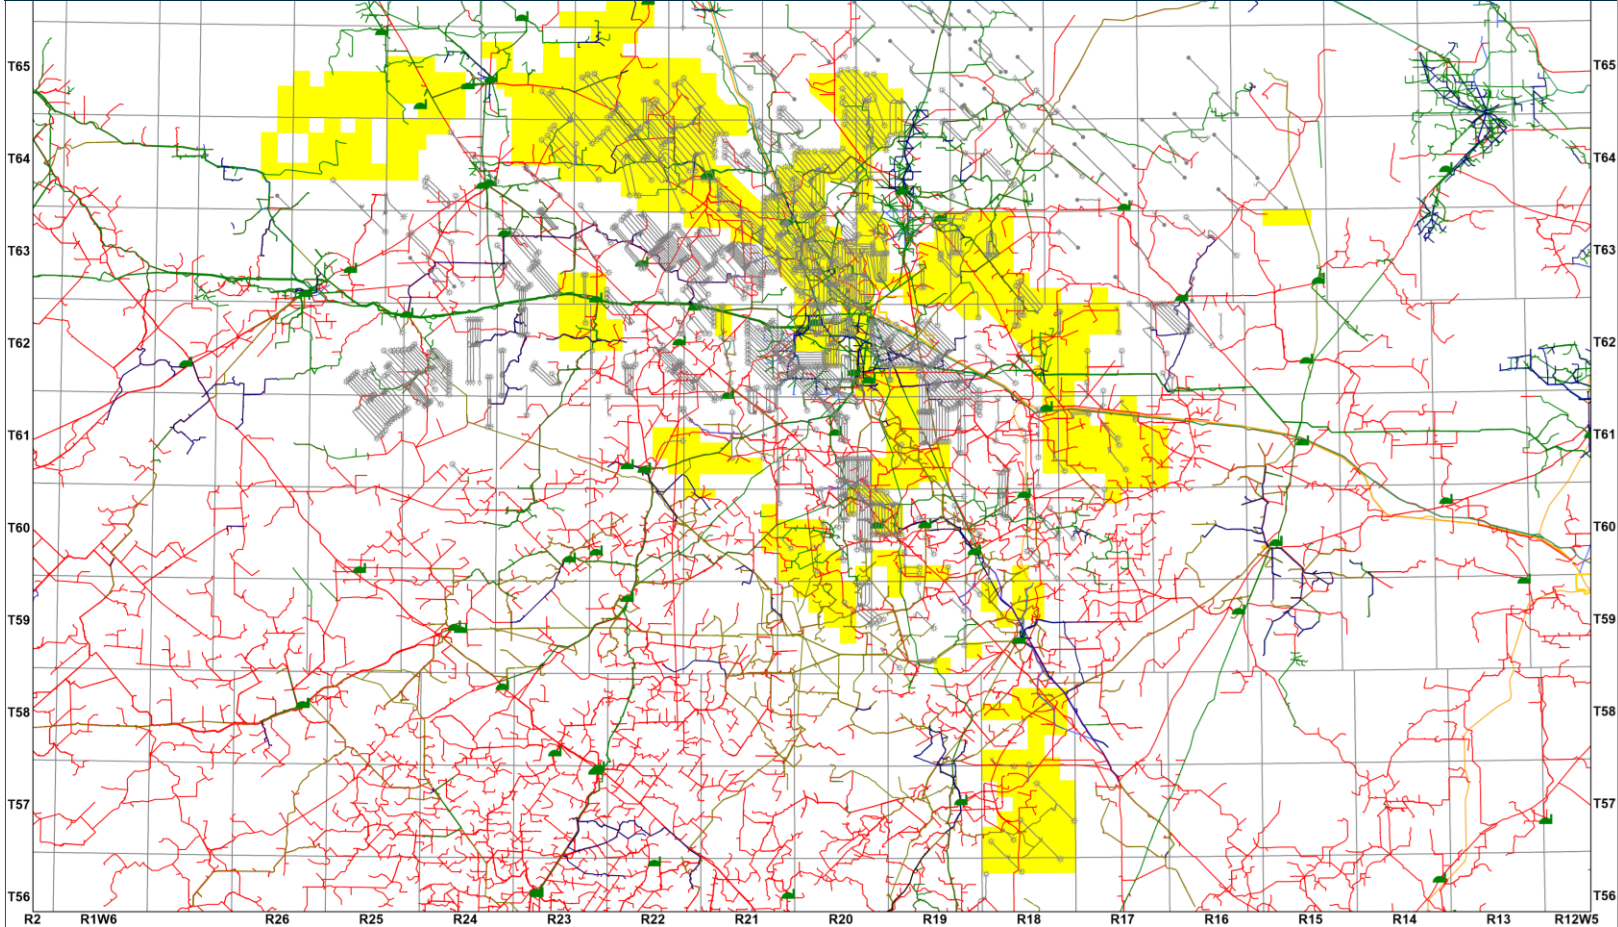 T65 T65
T64 T64
T63 T63
T62 T62
T61 T61
T60 T60
T59 T59
T58 T58
T57 T57
T56 T56
R2 R1W6 R26 R25 R24 R23 R22 R21 R20 R19 R18 R17 R16 R15 R14 R13 R12W5